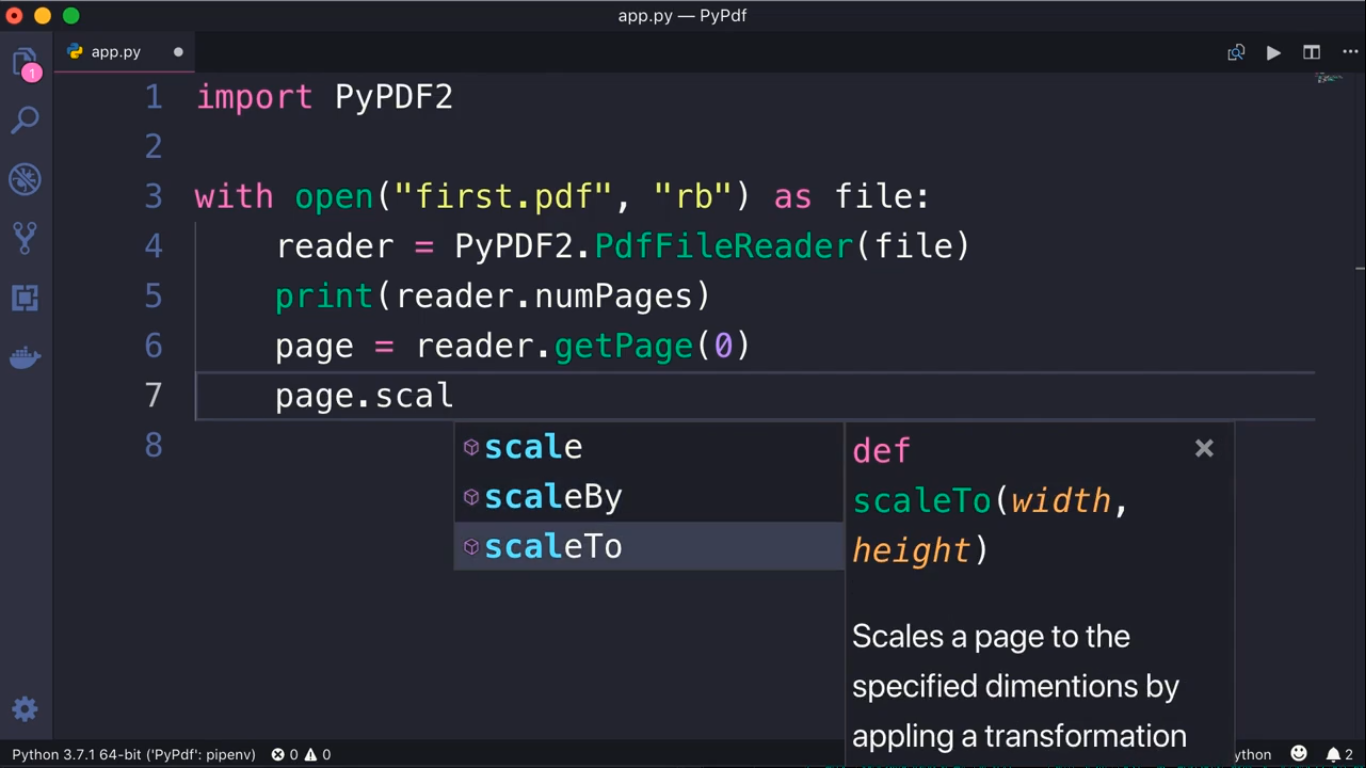 app.py — PyPdf
app.py
1
1 import PyPDF2
2
3 with open("first.pdf", "rb") as file:
4 reader = PyPDF2.PdfFileReader(file)
5 print(reader.numPages)
6 page = reader.getPage(0)
7 page.scal
8
scale
scaleBy
scaleTo
def
scaleTo(width,
height)
Scales a page to the
specified dimentions by
appling a transformation
Python 3.7.1 64-bit ('PyPdf': pipenv) 0 0 ython 2